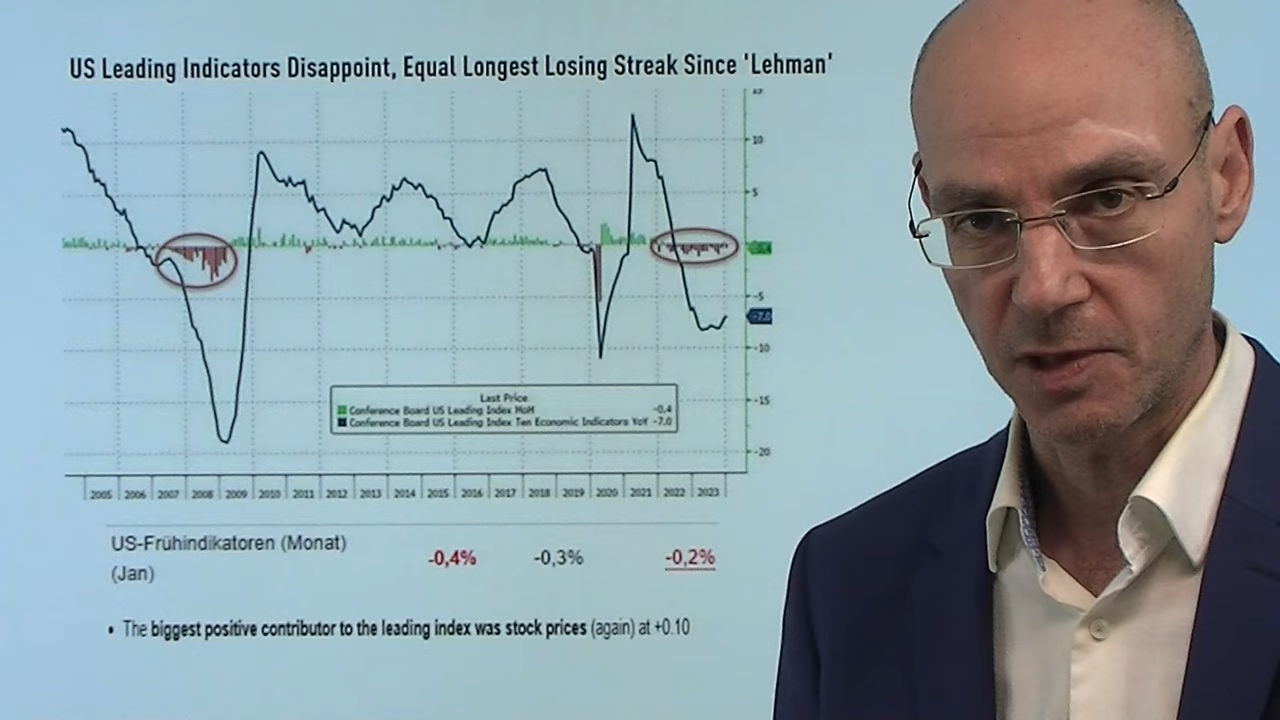 US Leading Indicators Disappoint, Equal Longest Losing Streak Since 'Lehman'
10
5
-0.4
-5
-7.0
-10
-15
-20
Last Price
Conference Board US Leading Index MoM -0.4
Conference Board US Leading Index Ten Economic Indicators YoY -7.0
2005 2006 2007 2008 2009 2010 2011 2012 2013 2014 2015 2016 2017 2018 2019 2020 2021 2022 2023
US-Frühindikatoren (Monat) (Jan) -0,4% -0,3% -0,2%
• The biggest positive contributor to the leading index was stock prices (again) at +0.10